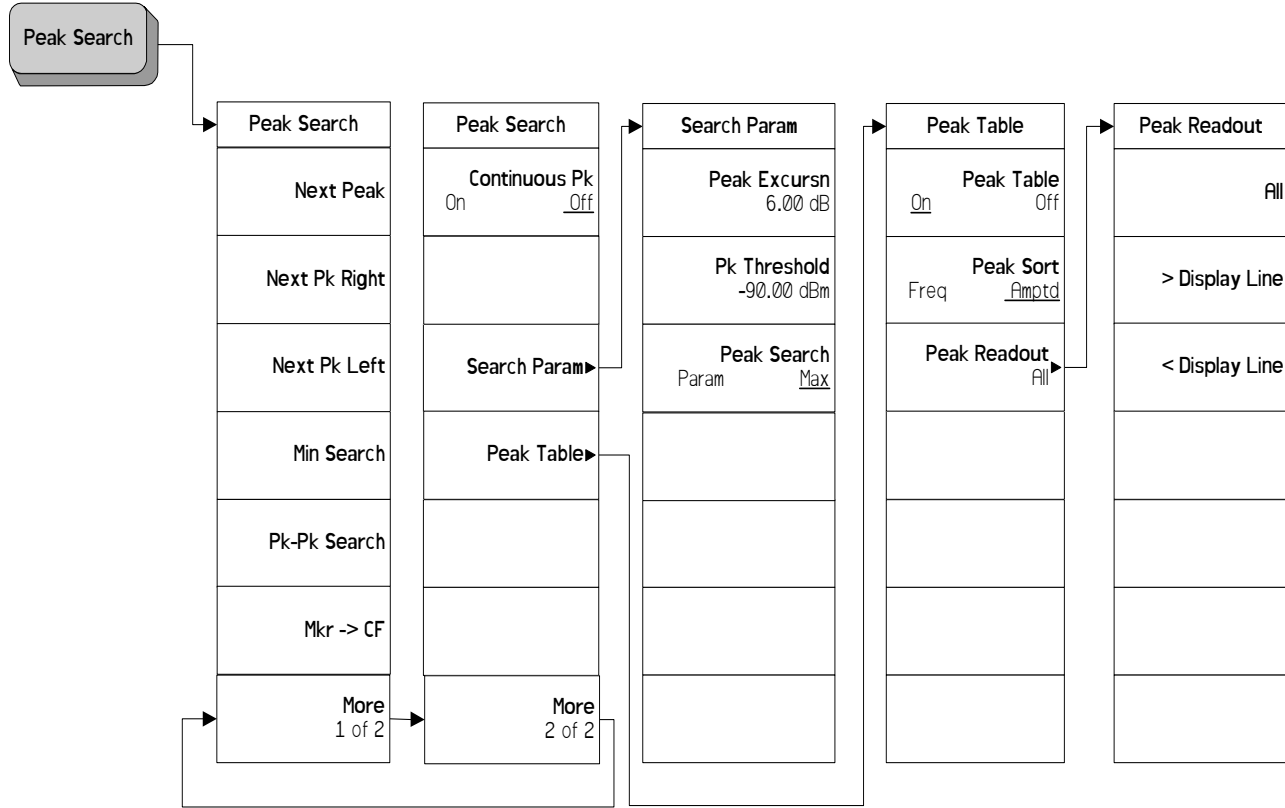 Peak Search
Peak Search
Next Peak
Next Pk Right
Next Pk Left
Min Search
Pk-Pk Search
Mkr -> CF
More
1 of 2
Peak Search
Continuous Pk
On Off
Search Param
Peak Table
More
2 of 2
Search Param
Peak Excursn
6.00 dB
Pk Threshold
-90.00 dBm
Peak Search
Param Max
Peak Table
Peak Table
On Off
Peak Sort
Freq Amptd
Peak Readout
All
Peak Readout
All
> Display Line
< Display Line